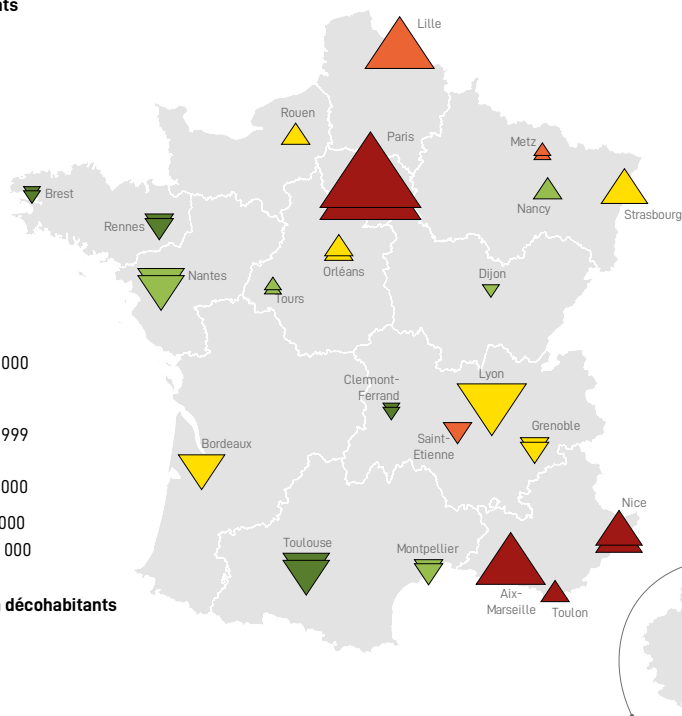 nts
Lille
Rouen
Paris
Metz
Nancy
Strasbourg
Brest
Rennes
Orléans
Nantes
Tours
Dijon
000
Clermont-
Ferrand
Lyon
999
Saint-
Etienne
Grenoble
Bordeaux
000
Nice
000
Toulouse
Montpellier
000
Aix-
Marseille
Toulon
décohabitants